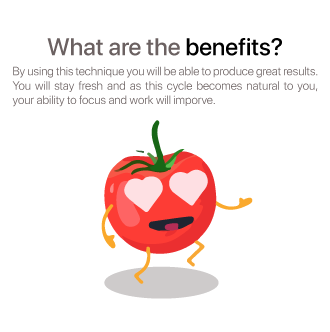 What are the benefits?
By using this technique you will be able to produce great results.
You will stay fresh and as this cycle becomes natural to you,
your ability to focus and work will imporve.